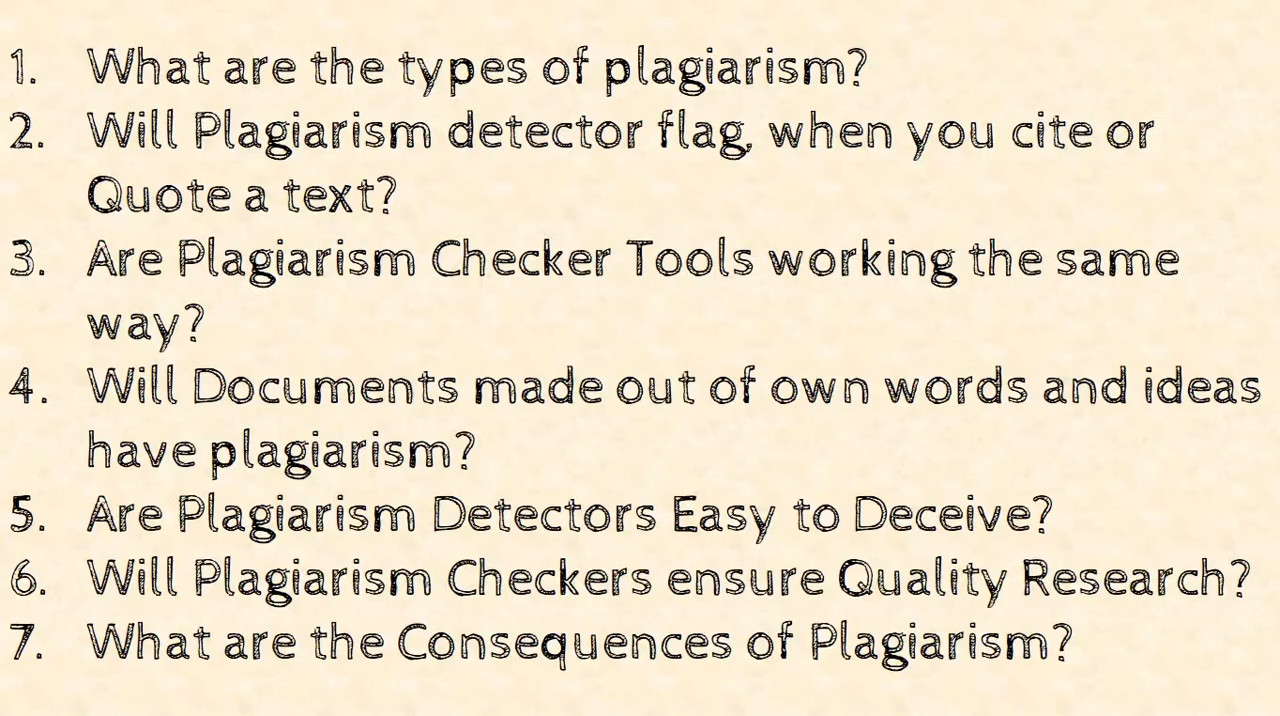 1. What are the types of plagiarism?
2. Will Plagiarism detector flag, when you cite or
Quote a text?
3. Are Plagiarism Checker Tools working the same
way?
4. Will Documents made out of own words and ideas
have plagiarism?
5. Are Plagiarism Detectors Easy to Deceive?
6. Will Plagiarism Checkers ensure Quality Research?
7. What are the Consequences of Plagiarism?